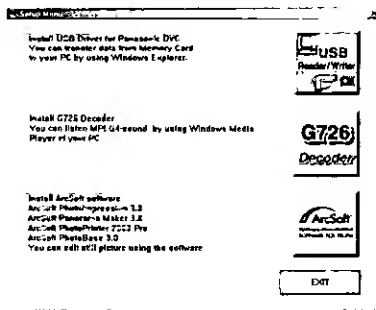 Install USB Driver for Panasonic DVC
You can transfer data from Memory Card
to your PC by using Windows Explorer.
USB
Reader/Writer
Install G726 Decoder
You can listen MPEG4-sound by using Windows Media
Player of your PC
G726
Decoder
Install ArcSoft software
ArcSoft PhotoImpression 3.0
ArcSoft Panorama Maker 3.0
ArcSoft PhotoPrinter Pro
ArcSoft PhotoBase 3.0
You can edit still picture using the software
ArcSoft
EXIT